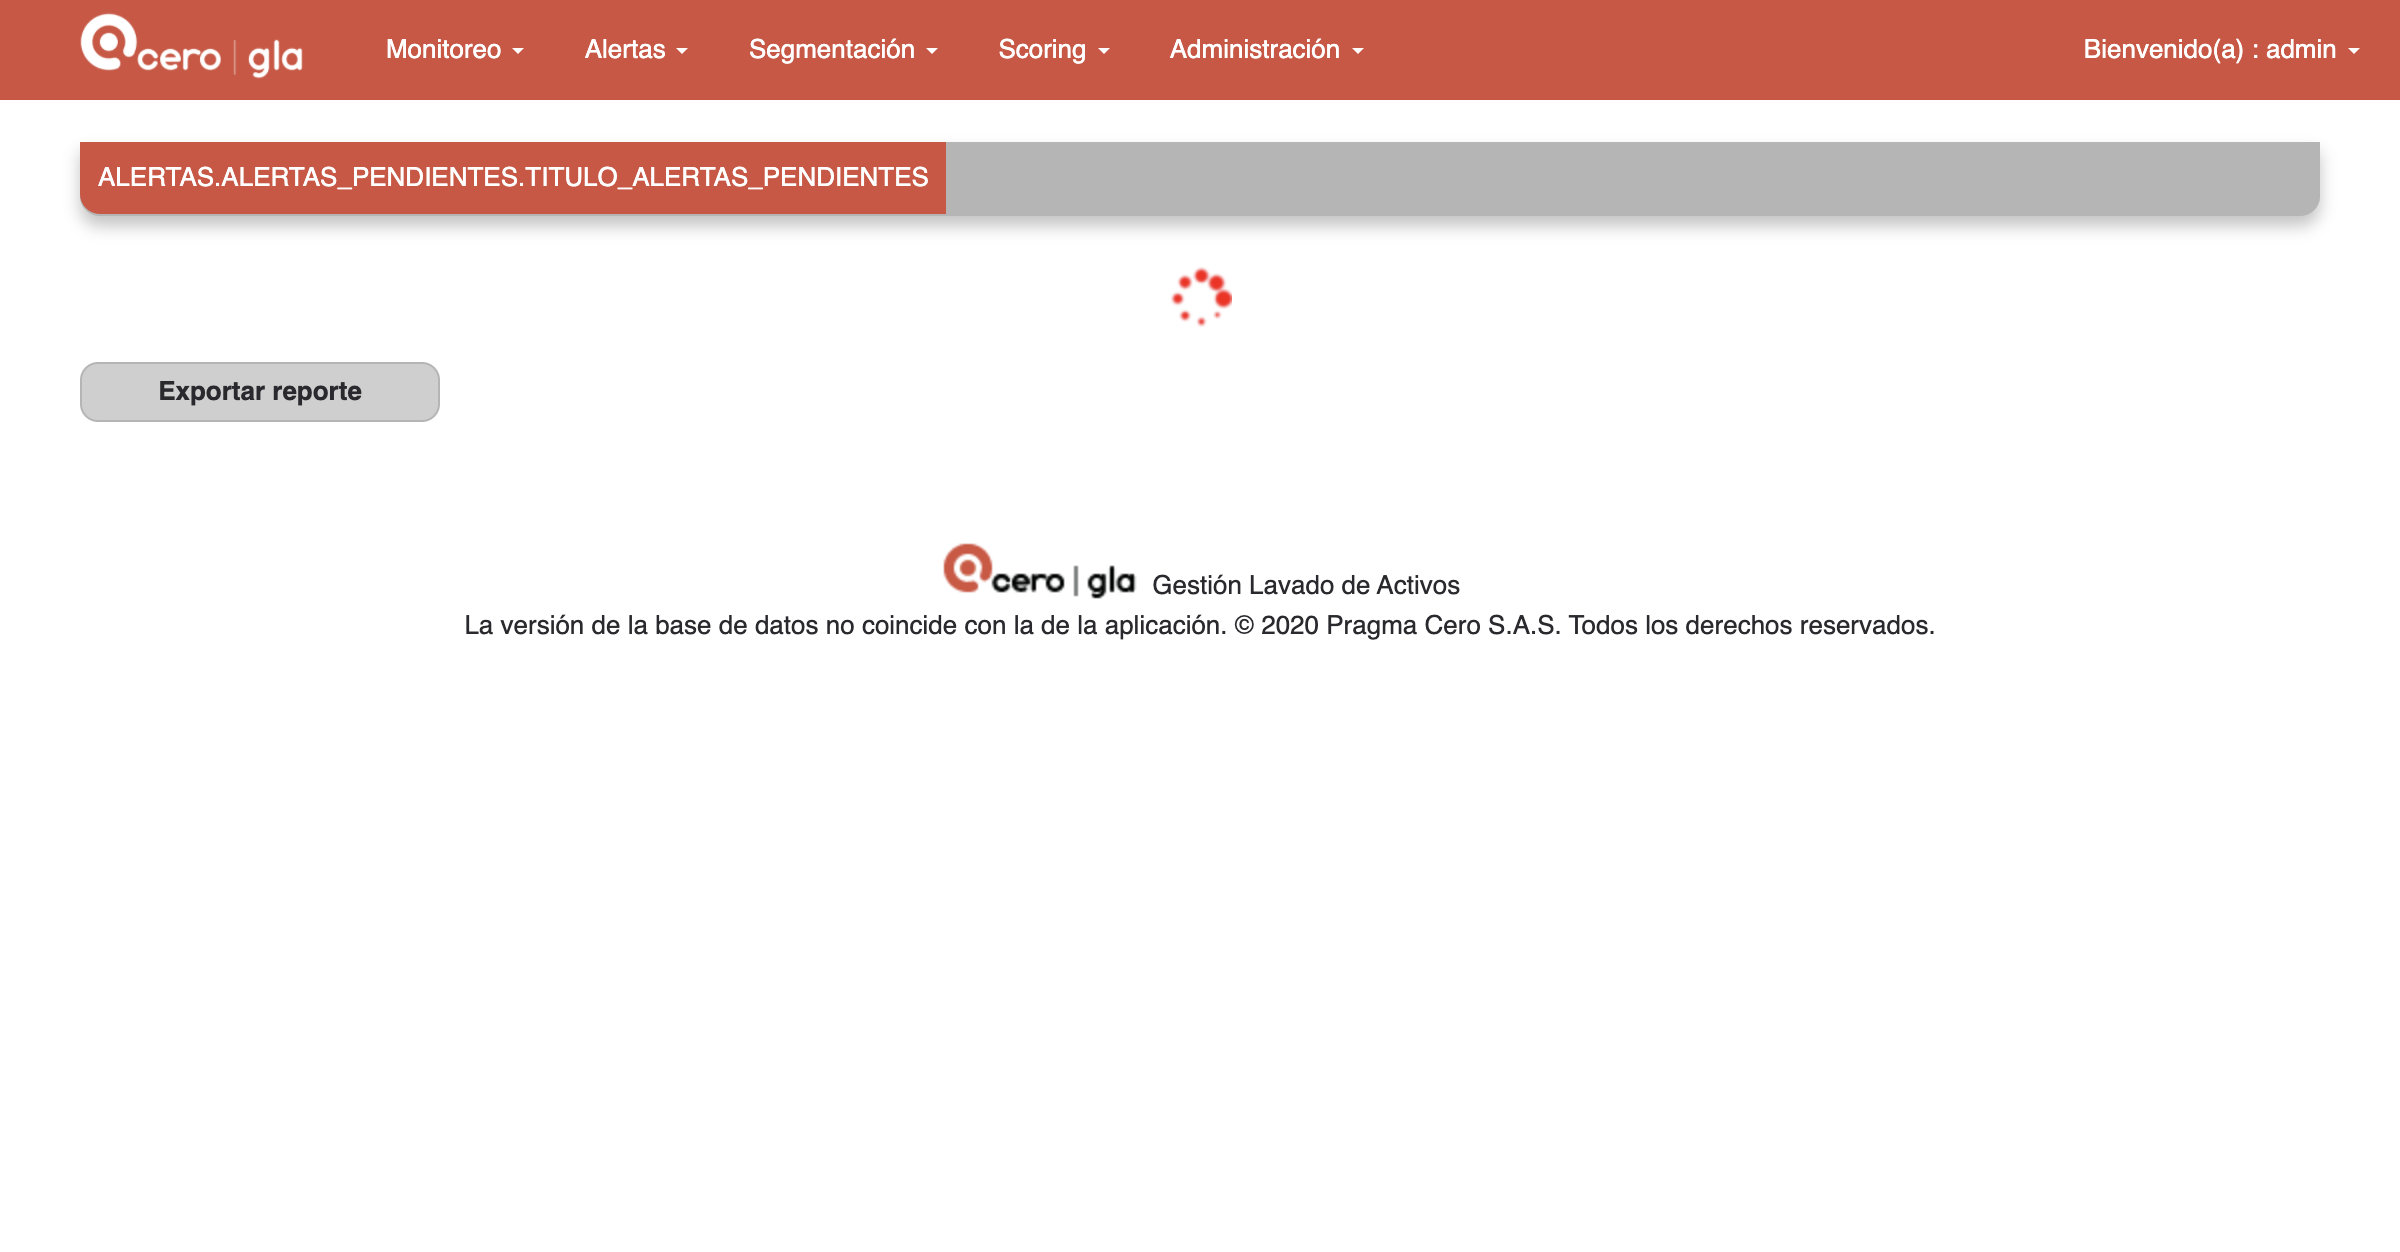 cero | gla Monitoreo Alertas Segmentación Scoring Administración Bienvenido(a) : admin
ALERTAS.ALERTAS_PENDIENTES.TITULO_ALERTAS_PENDIENTES
Exportar reporte
cero | gla Gestión Lavado de Activos
La versión de la base de datos no coincide con la de la aplicación. © 2020 Pragma Cero S.A.S. Todos los derechos reservados.